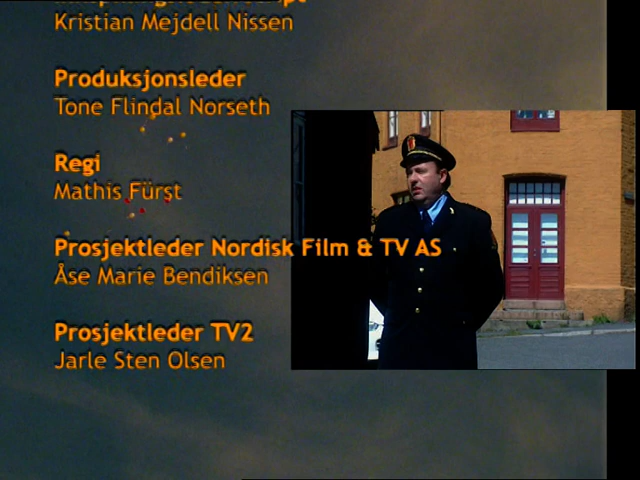 Kristian Mejdell Nissen
Produksjonsleder
Tone Flindal Norseth
Regi
Mathis Fürst
Prosjektleder Nordisk Film & TV AS
Åse Marie Bendiksen
Prosjektleder TV2
Jarle Sten Olsen